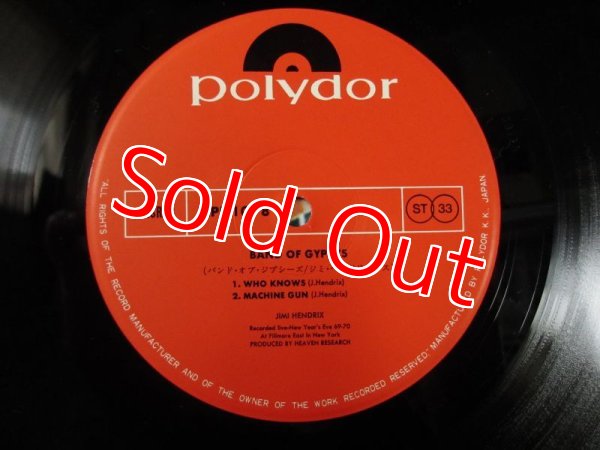 polydor
ST 33
BAND OF GYPSYS
1. WHO KNOWS (J.Hendrix)
2. MACHINE GUN (J.Hendrix)
JIMI HENDRIX
Recorded live-New Year's Eve 69-70
At Fillmore East in New York
PRODUCED BY HEAVEN RESEARCH
ALL RIGHTS OF THE RECORD MANUFACTURER AND OF THE OWNER OF THE WORK RECORDED RESERVED. MANUFACTURED BY POLYDOR K.K. JAPAN
Sold Out